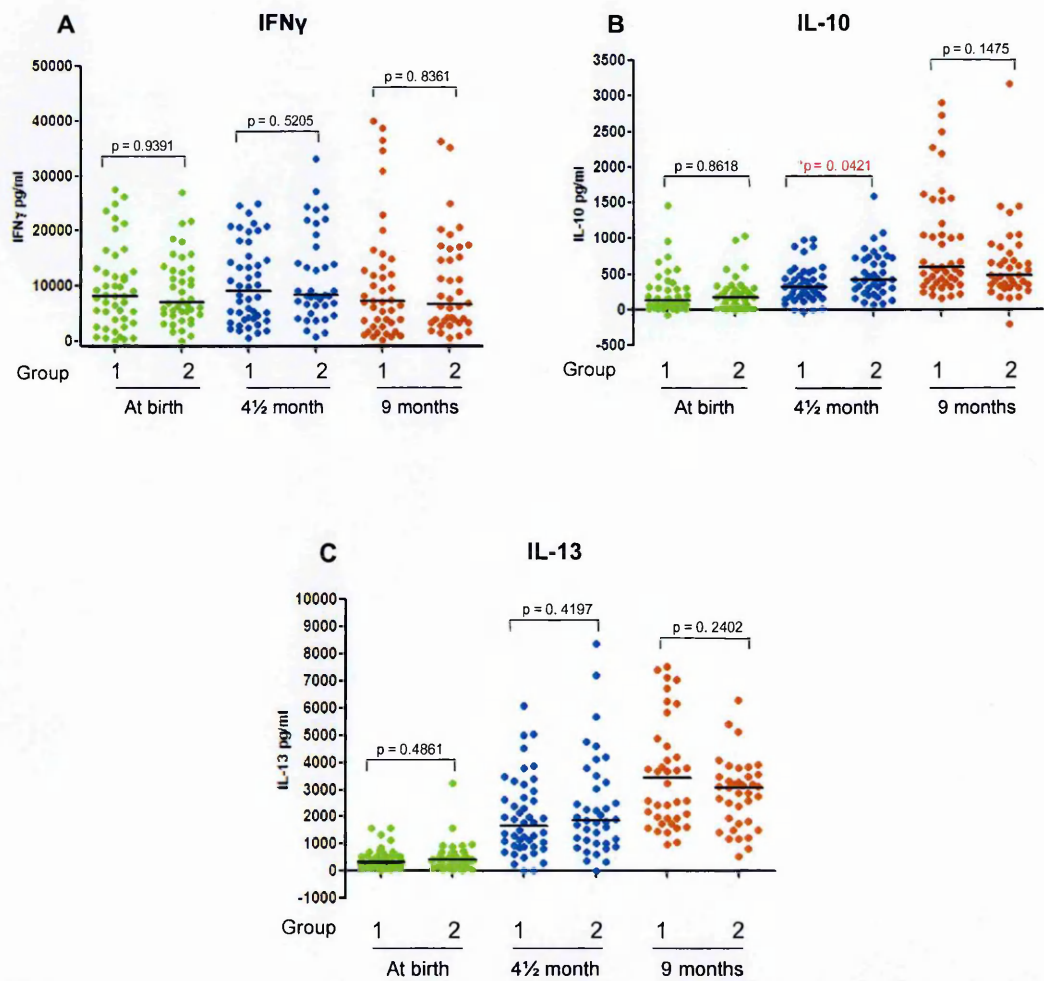 A IFNγ
50000
40000
30000
20000
10000
0
IFNγ pg/ml
p = 0.9391
p = 0. 5205
p = 0. 8361
Group 1 2 1 2 1 2
At birth 4½ month 9 months
B IL-10
3500
3000
2500
2000
1500
1000
500
0
-500
IL-10 pg/ml
p = 0.8618
*p = 0.0421
p = 0. 1475
Group 1 2 1 2 1 2
At birth 4½ month 9 months
C IL-13
10000
9000
8000
7000
6000
5000
4000
3000
2000
1000
0
-1000
IL-13 pg/ml
p = 0.4861
p = 0. 4197
p = 0. 2402
Group 1 2 1 2 1 2
At birth 4½ month 9 months